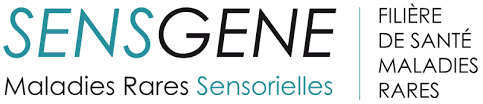 SENSGENE
Maladies Rares Sensorielles
FILIÈRE
DE SANTÉ
MALADIES
RARES